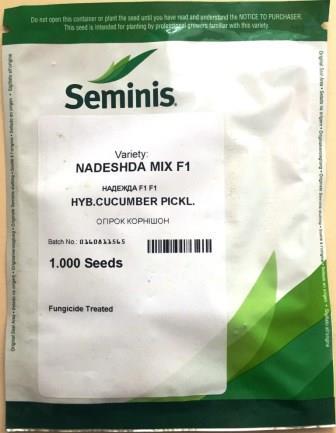 Do not open this container or plant the seed until you have read and understand the NOTICE TO PURCHASER.
This seed is intended for planting by professional growers familiar with this variety.
Seminis®
Variety:
NADESHDA MIX F1
НАДЕЖДА F1 F1
HYB.CUCUMBER PICKL.
ОГІРОК КОРНІШОН
Batch No.: 0160811565
1.000 Seeds
Fungicide Treated